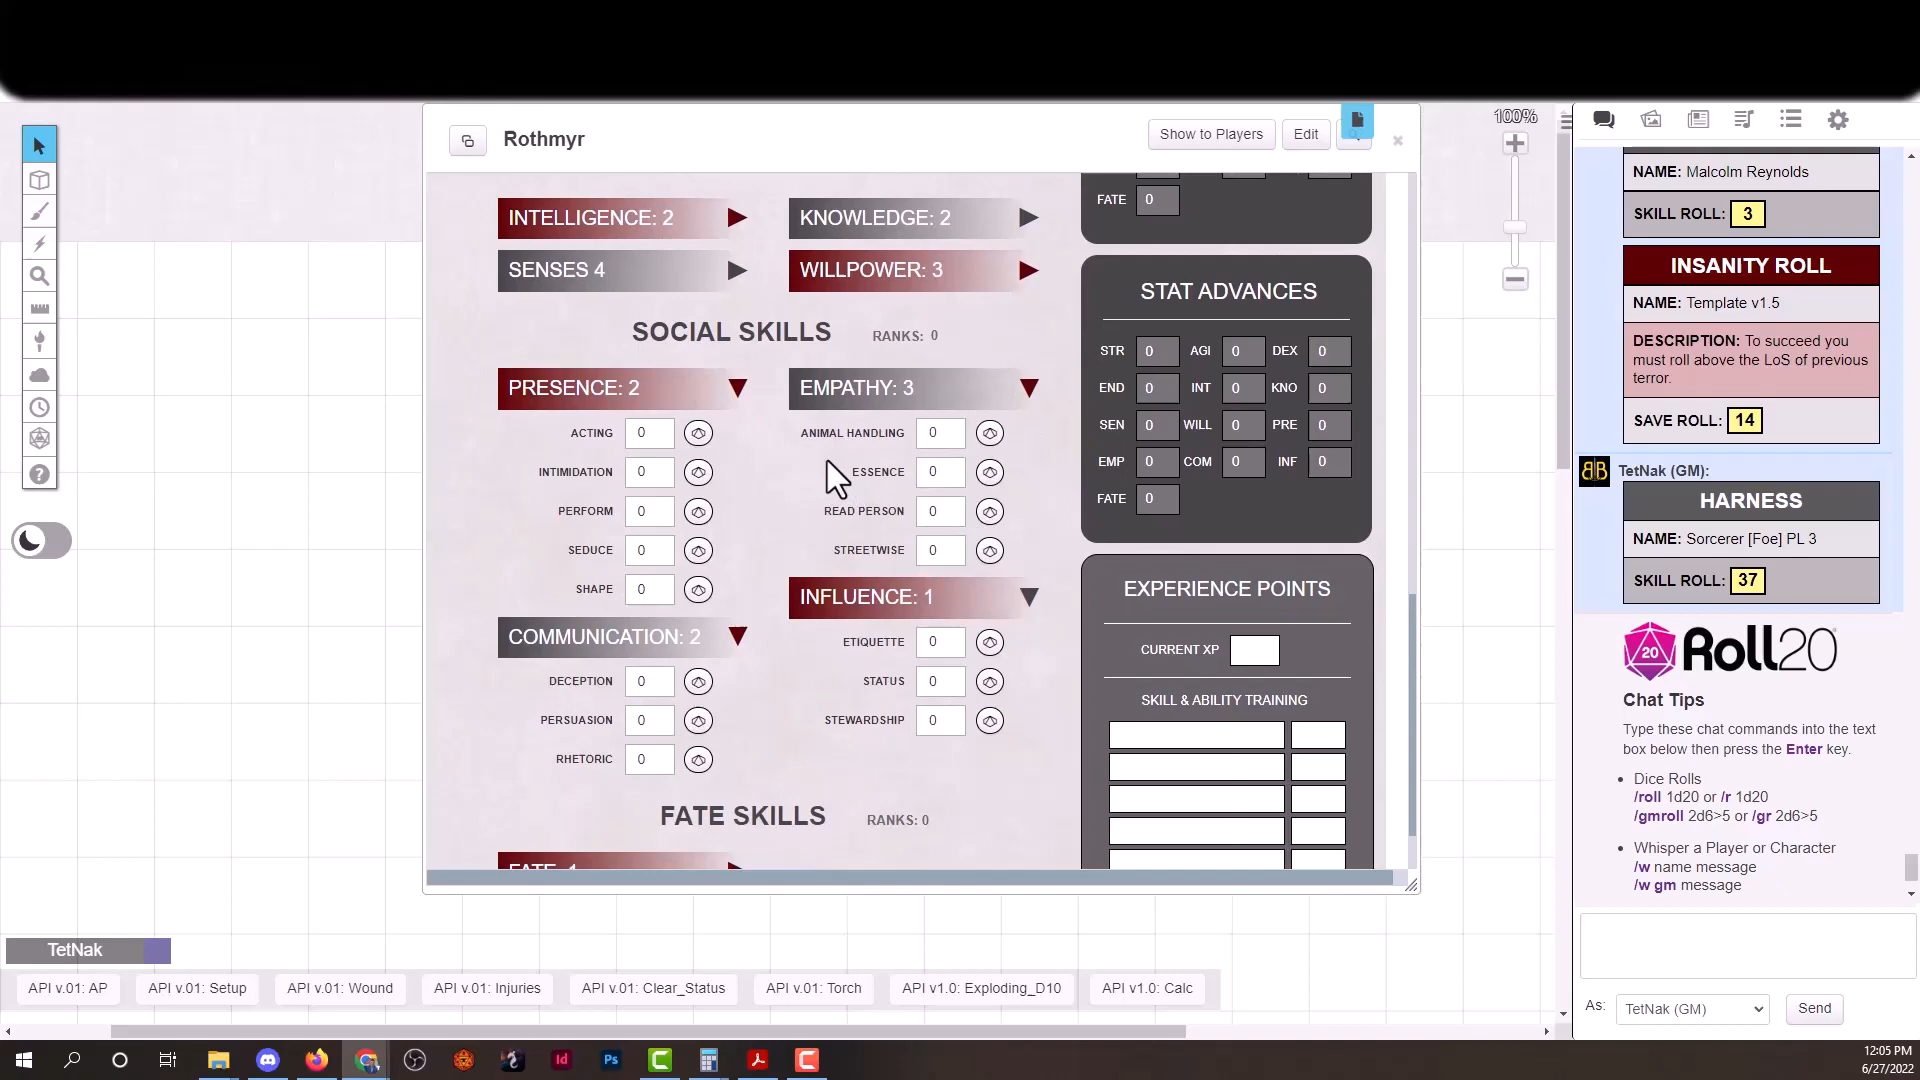 Rothmyr
Show to Players
Edit
100%
FATE 0
INTELLIGENCE: 2
KNOWLEDGE: 2
SENSES 4
WILLPOWER: 3
SOCIAL SKILLS RANKS: 0
PRESENCE: 2
ACTING 0
INTIMIDATION 0
PERFORM 0
SEDUCE 0
SHAPE 0
COMMUNICATION: 2
DECEPTION 0
PERSUASION 0
RHETORIC 0
EMPATHY: 3
ANIMAL HANDLING 0
ESSENCE 0
READ PERSON 0
STREETWISE 0
INFLUENCE: 1
ETIQUETTE 0
STATUS 0
STEWARDSHIP 0
FATE SKILLS RANKS: 0
FATE: 1
STAT ADVANCES
STR 0 AGI 0 DEX 0
END 0 INT 0 KNO 0
SEN 0 WILL 0 PRE 0
EMP 0 COM 0 INF 0
FATE 0
EXPERIENCE POINTS
CURRENT XP
SKILL & ABILITY TRAINING
NAME: Malcolm Reynolds
SKILL ROLL: 3
INSANITY ROLL
NAME: Template v1.5
DESCRIPTION: To succeed you
must roll above the LoS of previous
terror.
SAVE ROLL: 14
TetNak (GM):
HARNESS
NAME: Sorcerer [Foe] PL 3
SKILL ROLL: 37
20 Roll20
Chat Tips
Type these chat commands into the text
box below then press the Enter key.
• Dice Rolls
/roll 1d20 or /r 1d20
/gmroll 2d6>5 or /gr 2d6>5
• Whisper a Player or Character
/w name message
/w gm message
As: TetNak (GM) Send
TetNak
API v.01: AP
API v.01: Setup
API v.01: Wound
API v.01: Injuries
API v.01: Clear_Status
API v.01: Torch
API v1.0: Exploding_D10
API v1.0: Calc
Id
Ps
12:05 PM
6/27/2022